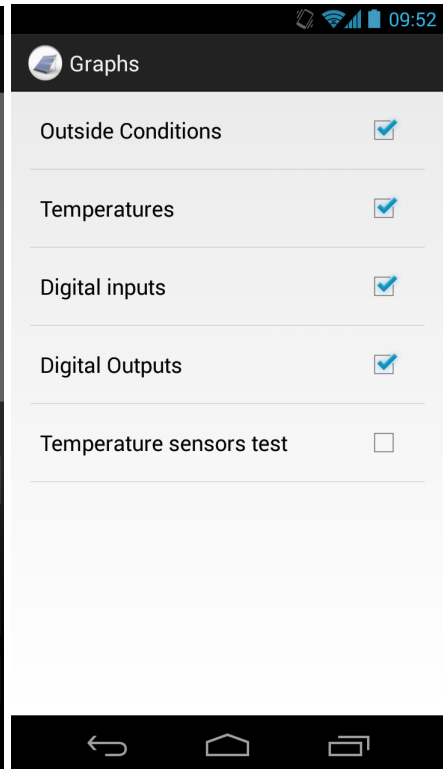 09:52
Graphs
Outside Conditions
Temperatures
Digital inputs
Digital Outputs
Temperature sensors test